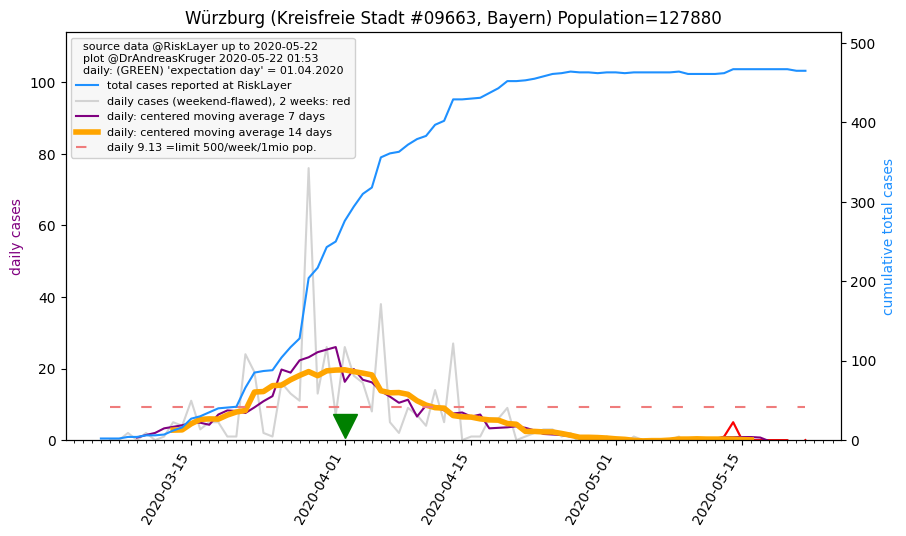 Würzburg (Kreisfreie Stadt #09663, Bayern) Population=127880
source data @RiskLayer up to 2020-05-22
plot @DrAndreasKruger 2020-05-22 01:53
daily: (GREEN) 'expectation day' = 01.04.2020
total cases reported at RiskLayer
daily cases (weekend-flawed), 2 weeks: red
daily: centered moving average 7 days
daily: centered moving average 14 days
daily 9.13 =limit 500/week/1mio pop.
daily cases
100
80
60
40
20
0
cumulative total cases
500
400
300
200
100
0
2020-03-15
2020-04-01
2020-04-15
2020-05-01
2020-05-15